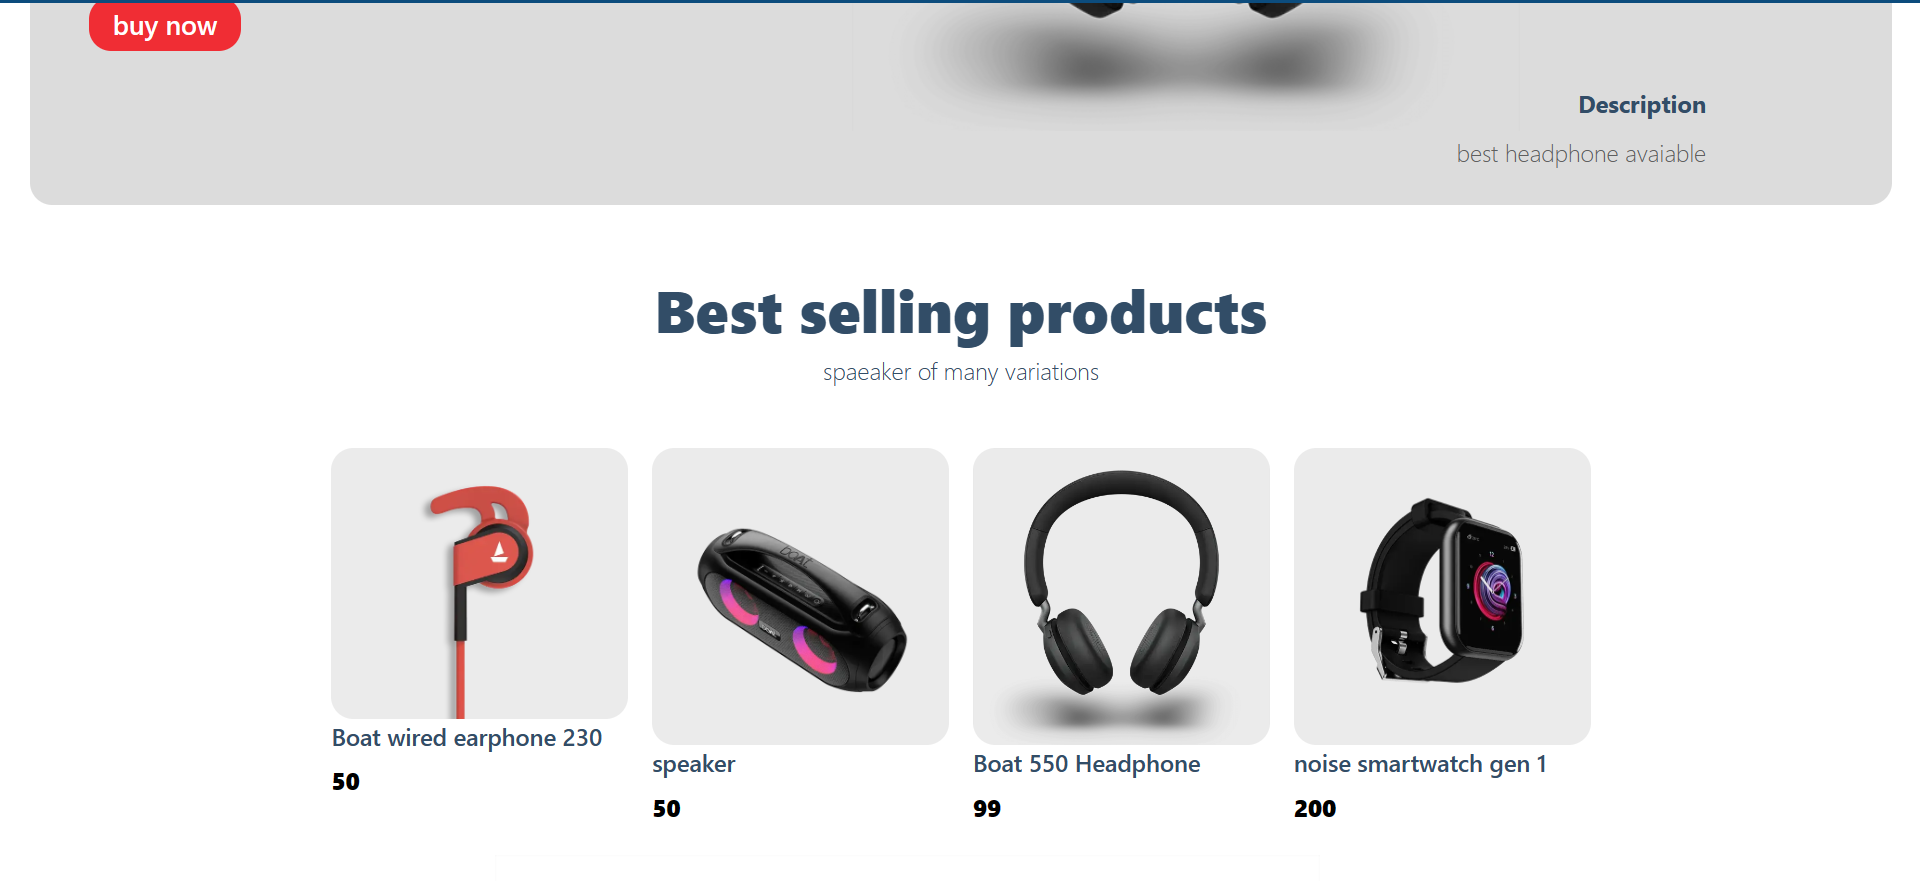 buy now
Description
best headphone avaiable
Best selling products
spaeaker of many variations
boAt
Boat wired earphone 230
50
speaker
50
Boat 550 Headphone
99
noise smartwatch gen 1
200